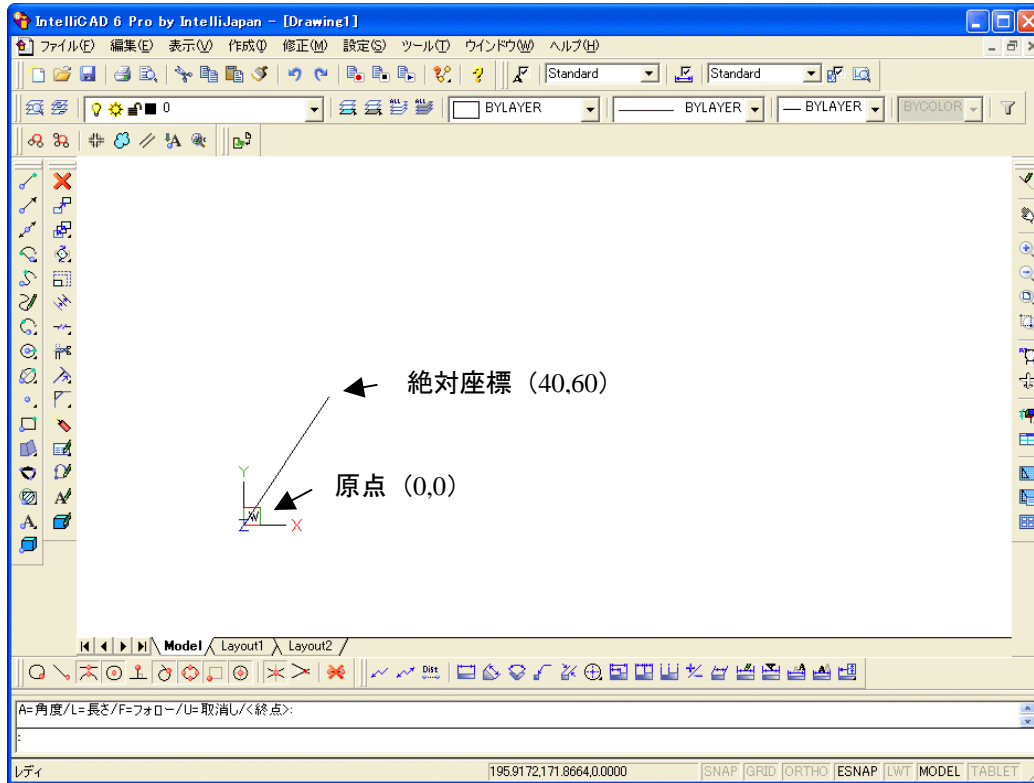 IntelliCAD 6 Pro by IntelliJapan - [Drawing1]
ファイル(F) 編集(E) 表示(V) 作成(I) 修正(M) 設定(S) ツール(T) ウインドウ(W) ヘルプ(H)
Standard Standard
0 BYLAYER BYLAYER BYLAYER BYCOLOR
絶対座標（40,60）
Y
原点（0,0）
W
Z X
Model Layout1 Layout2
Dist
A=角度/L=長さ/F=フォロー/U=取消し/<終点>:
:
レディ 195.9172,171.8664,0.0000 SNAP GRID ORTHO ESNAP LWT MODEL TABLET